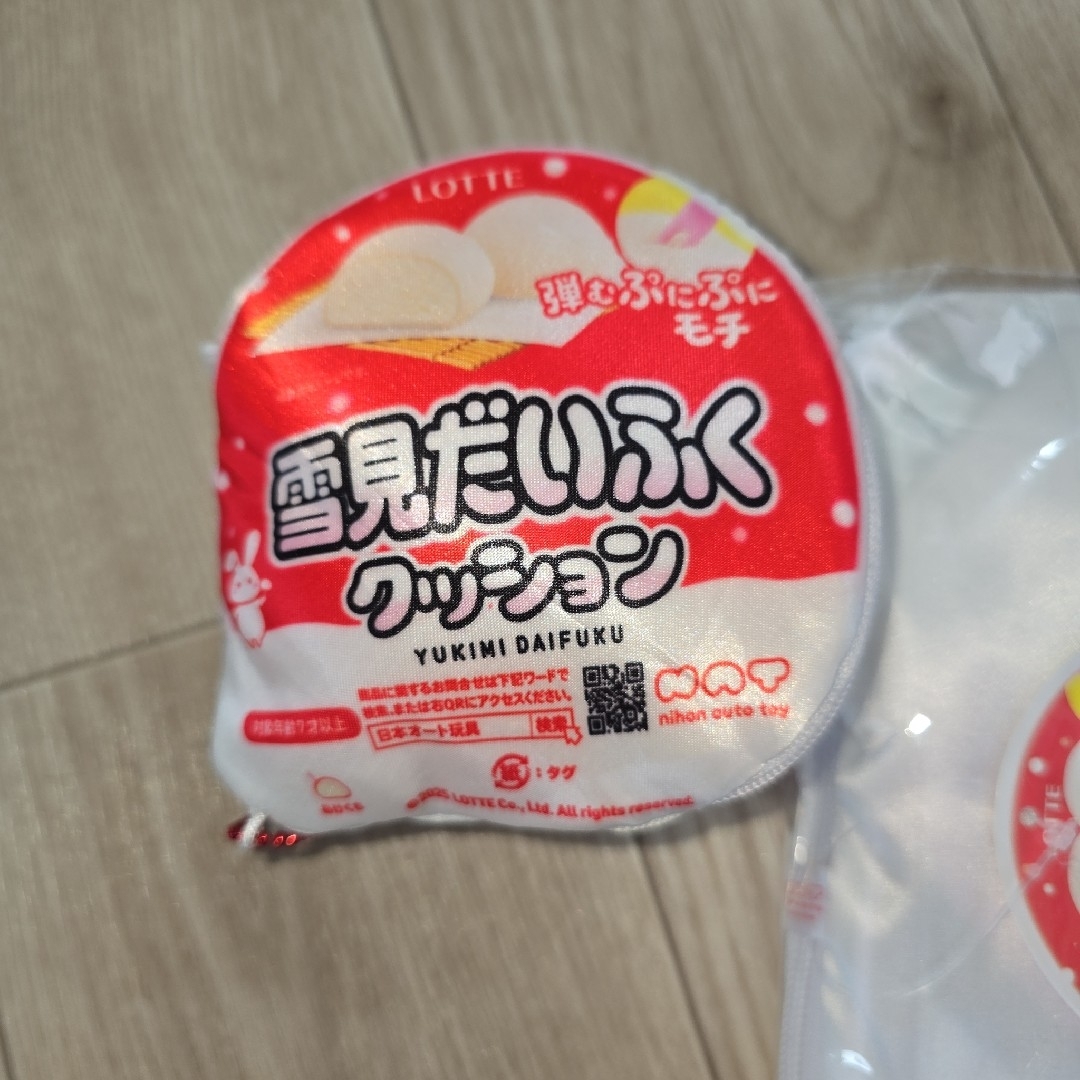 LOTTE
弾むぷにぷに
モチ
雪見だいふく
クッション
YUKIMI DAIFUKU
商品に関するお問合せは下記ワードで
検索、または右QRにアクセスください。
対象年齢7才以上
日本オート玩具 検索
NAT
nihon auto toy
紙:タグ
©2025 LOTTE Co., Ltd. All rights reserved.
LOTTE